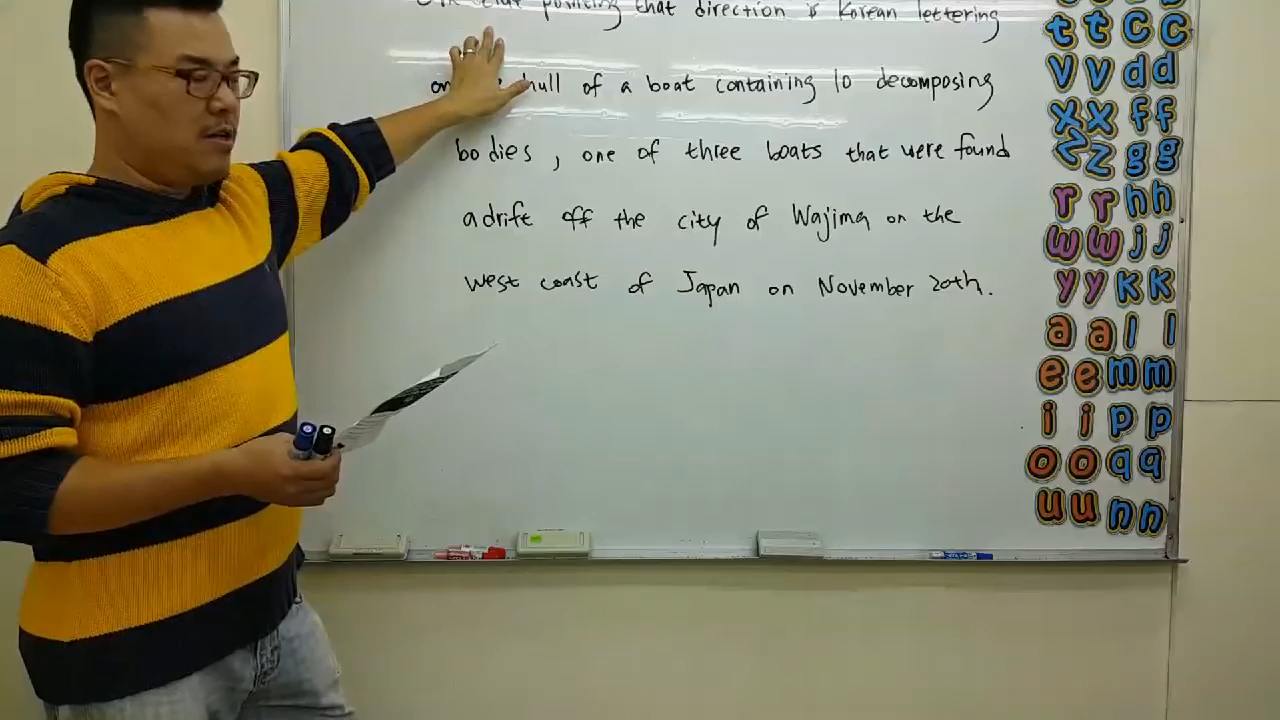 pointing that direction is Korean lettering
hull of a boat containing 10 decomposing
bodies, one of three boats that were found
adrift off the city of Wajima on the
west coast of Japan on November 20th.
t t c c
v v d d
x x f f
z z g g
r r h h
w w j j
y y k k
a a l l
e e m m
i i p p
o o q q
u u n n